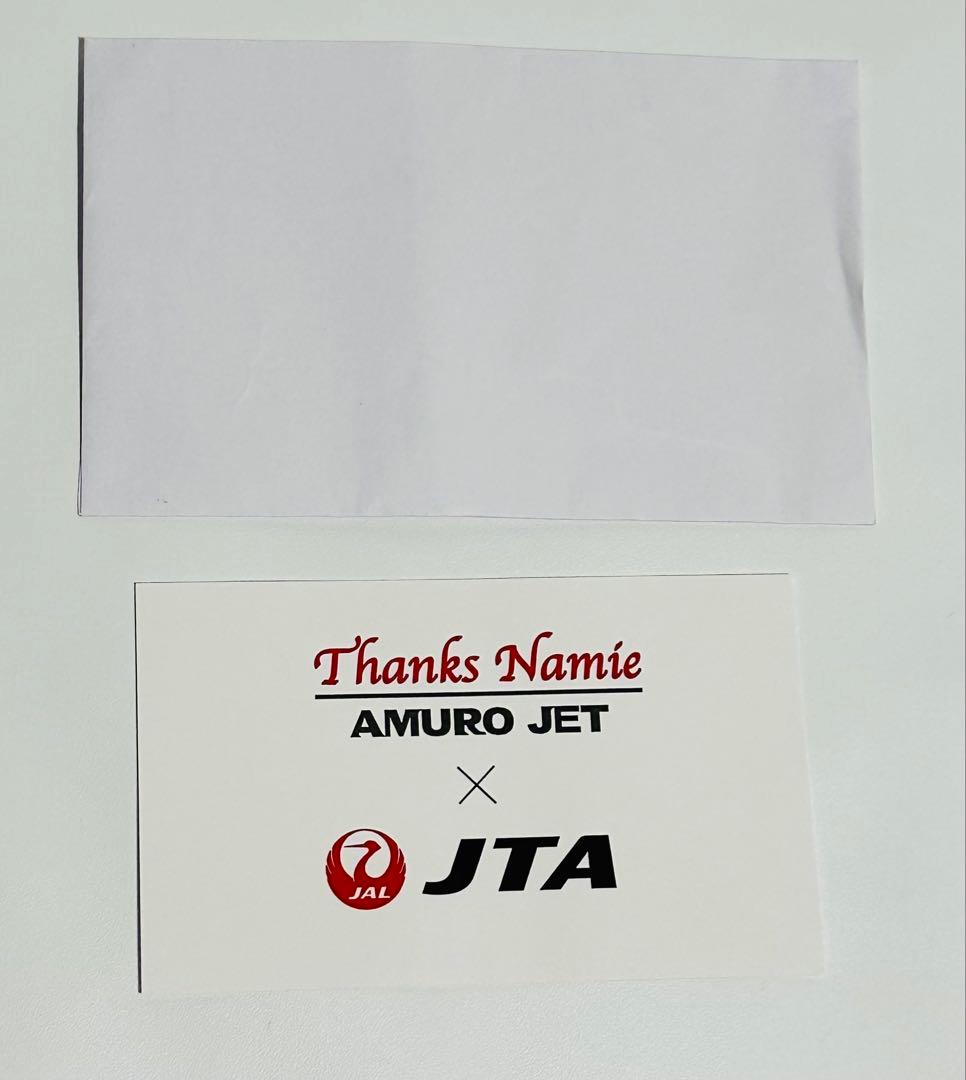 Thanks Namie
AMURO JET
×
JAL JTA